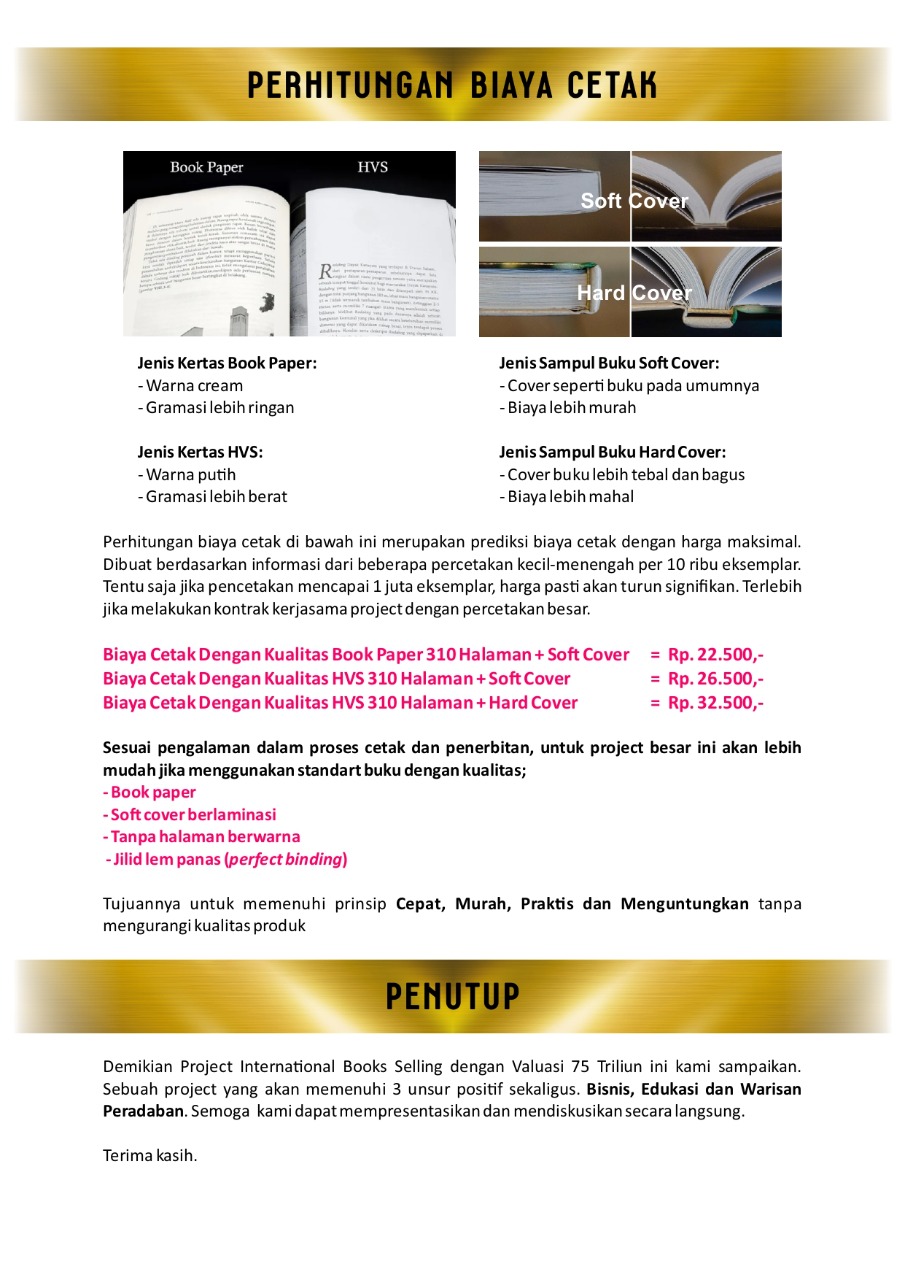 PERHITUNGAN BIAYA CETAK
Book Paper
HVS
Soft Cover
Hard Cover
Jenis Kertas Book Paper:
- Warna cream
- Gramasi lebih ringan
Jenis Kertas HVS:
- Warna putih
- Gramasi lebih berat
Jenis Sampul Buku Soft Cover:
- Cover seperti buku pada umumnya
- Biaya lebih murah
Jenis Sampul Buku Hard Cover:
- Cover buku lebih tebal dan bagus
- Biaya lebih mahal
Perhitungan biaya cetak di bawah ini merupakan prediksi biaya cetak dengan harga maksimal.
Dibuat berdasarkan informasi dari beberapa percetakan kecil-menengah per 10 ribu eksemplar.
Tentu saja jika pencetakan mencapai 1 juta eksemplar, harga pasti akan turun signifikan. Terlebih
jika melakukan kontrak kerjasama project dengan percetakan besar.
Biaya Cetak Dengan Kualitas Book Paper 310 Halaman + Soft Cover = Rp. 22.500,-
Biaya Cetak Dengan Kualitas HVS 310 Halaman + Soft Cover = Rp. 26.500,-
Biaya Cetak Dengan Kualitas HVS 310 Halaman + Hard Cover = Rp. 32.500,-
Sesuai pengalaman dalam proses cetak dan penerbitan, untuk project besar ini akan lebih
mudah jika menggunakan standart buku dengan kualitas;
- Book paper
- Soft cover berlaminasi
- Tanpa halaman berwarna
- Jilid lem panas (perfect binding)
Tujuannya untuk memenuhi prinsip Cepat, Murah, Praktis dan Menguntungkan tanpa
mengurangi kualitas produk
PENUTUP
Demikian Project International Books Selling dengan Valuasi 75 Triliun ini kami sampaikan.
Sebuah project yang akan memenuhi 3 unsur positif sekaligus. Bisnis, Edukasi dan Warisan
Peradaban. Semoga kami dapat mempresentasikan dan mendiskusikan secara langsung.
Terima kasih.